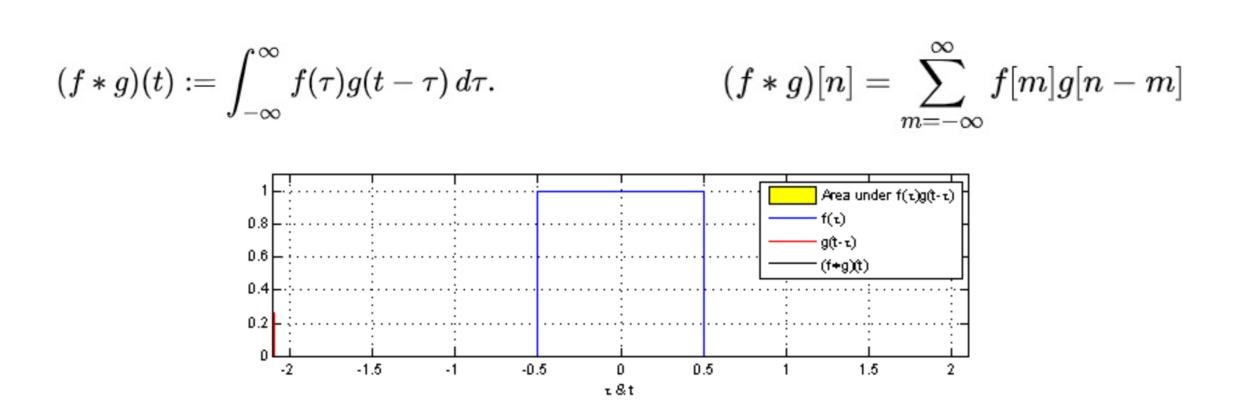 (f ∗ g)(t) := ∫_{−∞}^{∞} f(τ)g(t − τ) dτ.
(f ∗ g)[n] = ∑_{m=−∞}^{∞} f[m]g[n − m]
1
0.8
0.6
0.4
0.2
0
Area under f(τ)g(t-τ)
f(τ)
g(t-τ)
(f∗g)(t)
-2 -1.5 -1 -0.5 0 0.5 1 1.5 2
τ & t